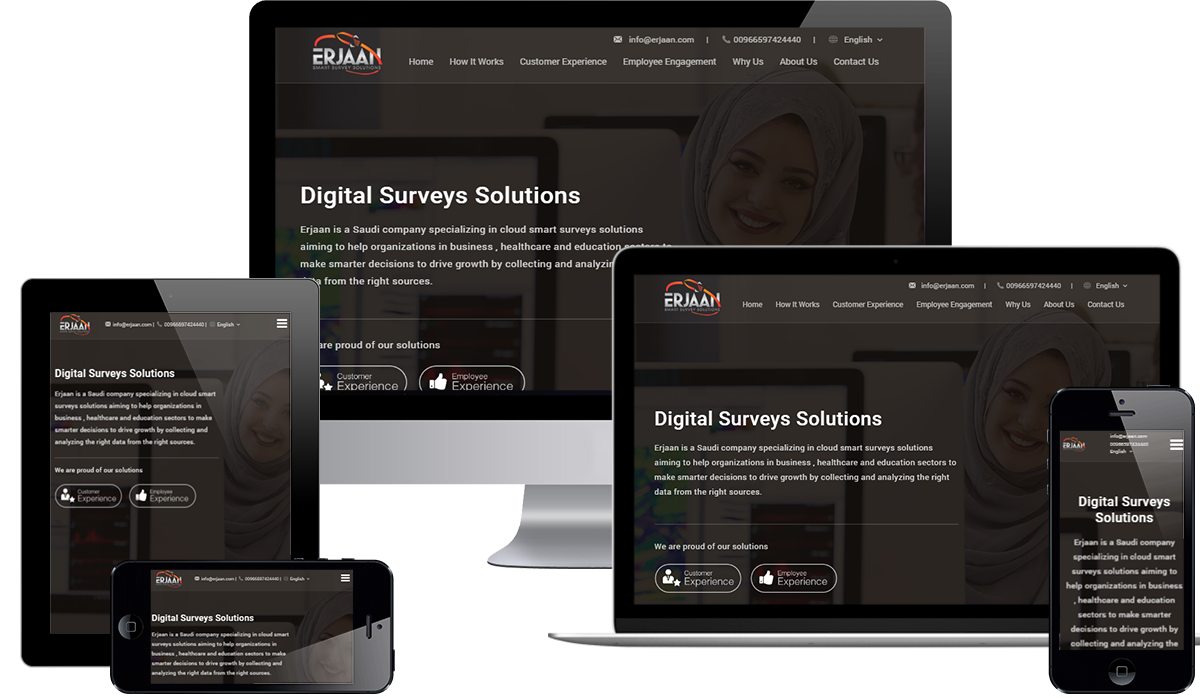 ERJAAN
SMART SURVEY SOLUTIONS
info@erjaan.com | 00966597424440 | English
Home How It Works Customer Experience Employee Engagement Why Us About Us Contact Us
Digital Surveys Solutions
Erjaan is a Saudi company specializing in cloud smart surveys solutions
aiming to help organizations in business , healthcare and education sectors to
make smarter decisions to drive growth by collecting and analyzing
data from the right sources.
are proud of our solutions
Customer
Experience
Employee
Experience
ERJAAN
info@erjaan.com | 00966597424440 | English
Digital Surveys Solutions
Erjaan is a Saudi company specializing in cloud smart
surveys solutions aiming to help organizations in
business , healthcare and education sectors to make
smarter decisions to drive growth by collecting and
analyzing the right data from the right sources.
We are proud of our solutions
Customer
Experience
Employee
Experience
ERJAAN
info@erjaan.com | 00966597424440 | English
Digital Surveys Solutions
Erjaan is a Saudi company specializing in cloud smart
surveys solutions aiming to help organizations in
business , healthcare and education sectors to make
smarter decisions to drive growth by collecting and
analyzing the right data from the right sources.
ERJAAN
SMART SURVEY SOLUTIONS
info@erjaan.com | 00966597424440 | English
Home How It Works Customer Experience Employee Engagement Why Us About Us Contact Us
Digital Surveys Solutions
Erjaan is a Saudi company specializing in cloud smart surveys solutions
aiming to help organizations in business , healthcare and education sectors to
make smarter decisions to drive growth by collecting and analyzing the right
data from the right sources.
We are proud of our solutions
Customer
Experience
Employee
Experience
ERJAAN
info@erjaan.com
00966597424440
English
Digital Surveys
Solutions
Erjaan is a Saudi company
specializing in cloud smart
surveys solutions aiming to
help organizations in business
, healthcare and education
sectors to make smarter
decisions to drive growth by
collecting and analyzing the